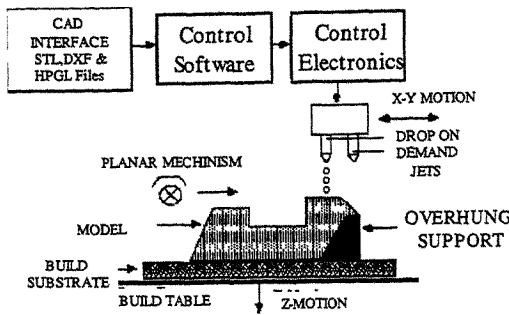 CAD
INTERFACE
STL,DXF &
HPGL Files
Control
Software
Control
Electronics
X-Y MOTION
DROP ON
DEMAND
JETS
PLANAR MECHINISM
MODEL
OVERHUNG
SUPPORT
BUILD
SUBSTRATE
BUILD TABLE
Z-MOTION